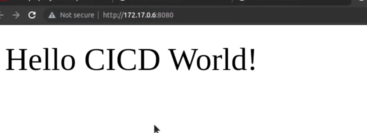 Not secure | http://172.17.0.6:8080
Hello CICD World!